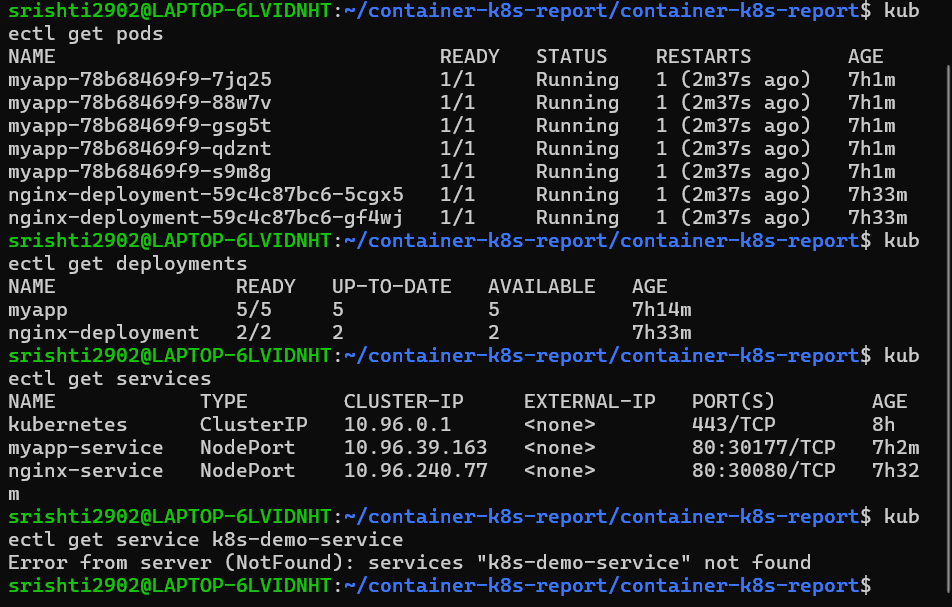 srishti2902@LAPTOP-6LVIDNHT:~/container-k8s-report/container-k8s-report$ kub
ectl get pods
NAME                                READY   STATUS    RESTARTS        AGE
myapp-78b68469f9-7jq25              1/1     Running   1 (2m37s ago)   7h1m
myapp-78b68469f9-88w7v              1/1     Running   1 (2m37s ago)   7h1m
myapp-78b68469f9-gsg5t              1/1     Running   1 (2m37s ago)   7h1m
myapp-78b68469f9-qdznt              1/1     Running   1 (2m37s ago)   7h1m
myapp-78b68469f9-s9m8g              1/1     Running   1 (2m37s ago)   7h1m
nginx-deployment-59c4c87bc6-5cgx5   1/1     Running   1 (2m37s ago)   7h33m
nginx-deployment-59c4c87bc6-gf4wj   1/1     Running   1 (2m37s ago)   7h33m
srishti2902@LAPTOP-6LVIDNHT:~/container-k8s-report/container-k8s-report$ kub
ectl get deployments
NAME               READY   UP-TO-DATE   AVAILABLE   AGE
myapp              5/5     5            5           7h14m
nginx-deployment   2/2     2            2           7h33m
srishti2902@LAPTOP-6LVIDNHT:~/container-k8s-report/container-k8s-report$ kub
ectl get services
NAME            TYPE        CLUSTER-IP     EXTERNAL-IP   PORT(S)        AGE
kubernetes      ClusterIP   10.96.0.1      <none>        443/TCP        8h
myapp-service   NodePort    10.96.39.163   <none>        80:30177/TCP   7h2m
nginx-service   NodePort    10.96.240.77   <none>        80:30080/TCP   7h32
m
srishti2902@LAPTOP-6LVIDNHT:~/container-k8s-report/container-k8s-report$ kub
ectl get service k8s-demo-service
Error from server (NotFound): services "k8s-demo-service" not found
srishti2902@LAPTOP-6LVIDNHT:~/container-k8s-report/container-k8s-report$